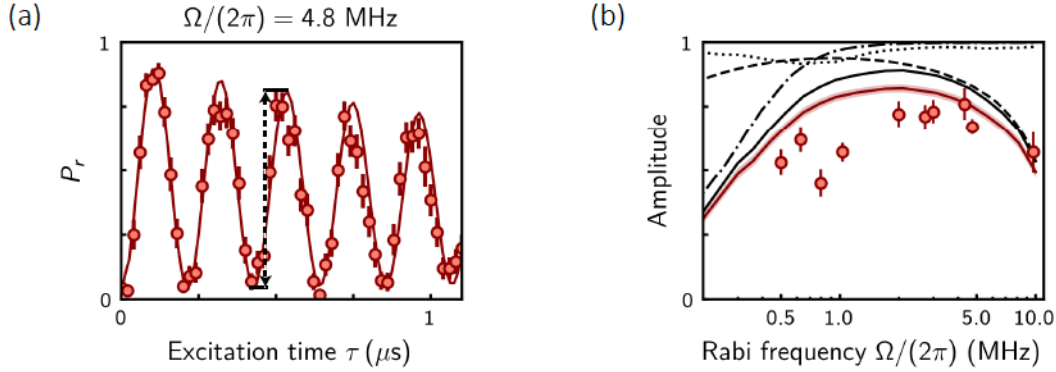 (a)
Ω/(2π) = 4.8 MHz
1
P_r
0
0
1
Excitation time τ (μs)
(b)
1
Amplitude
0
0.5
1.0
5.0
10.0
Rabi frequency Ω/(2π) (MHz)